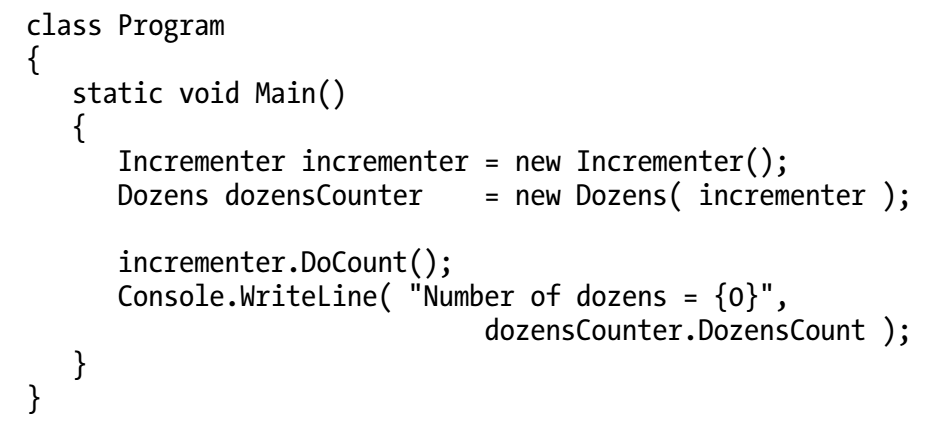 class Program
{
   static void Main()
   {
      Incrementer incrementer = new Incrementer();
      Dozens dozensCounter    = new Dozens( incrementer );

      incrementer.DoCount();
      Console.WriteLine( "Number of dozens = {0}",
                              dozensCounter.DozensCount );
   }
}